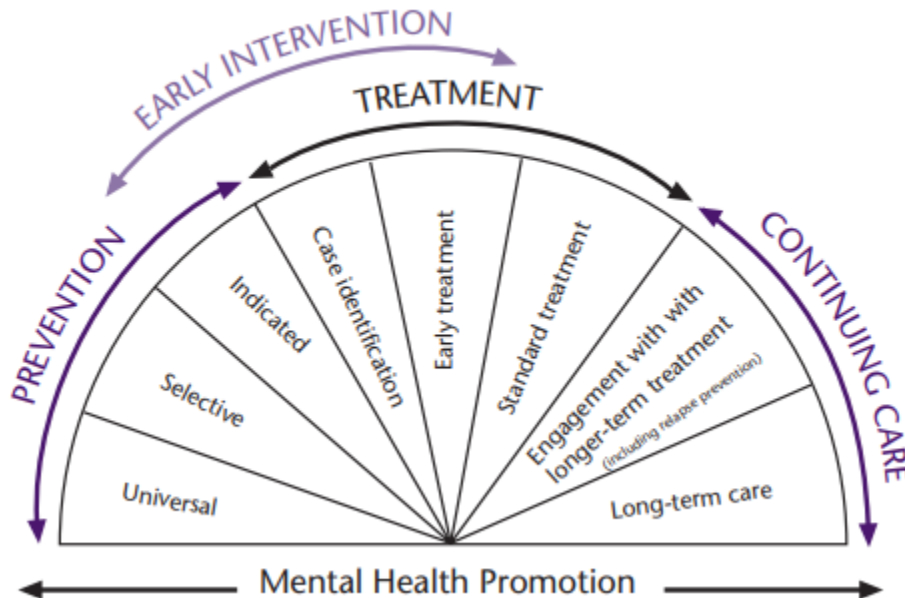 EARLY INTERVENTION
TREATMENT
PREVENTION
CONTINUING CARE
Universal
Selective
Indicated
Case identification
Early treatment
Standard treatment
Engagement with with
longer-term treatment
(including relapse prevention)
Long-term care
Mental Health Promotion